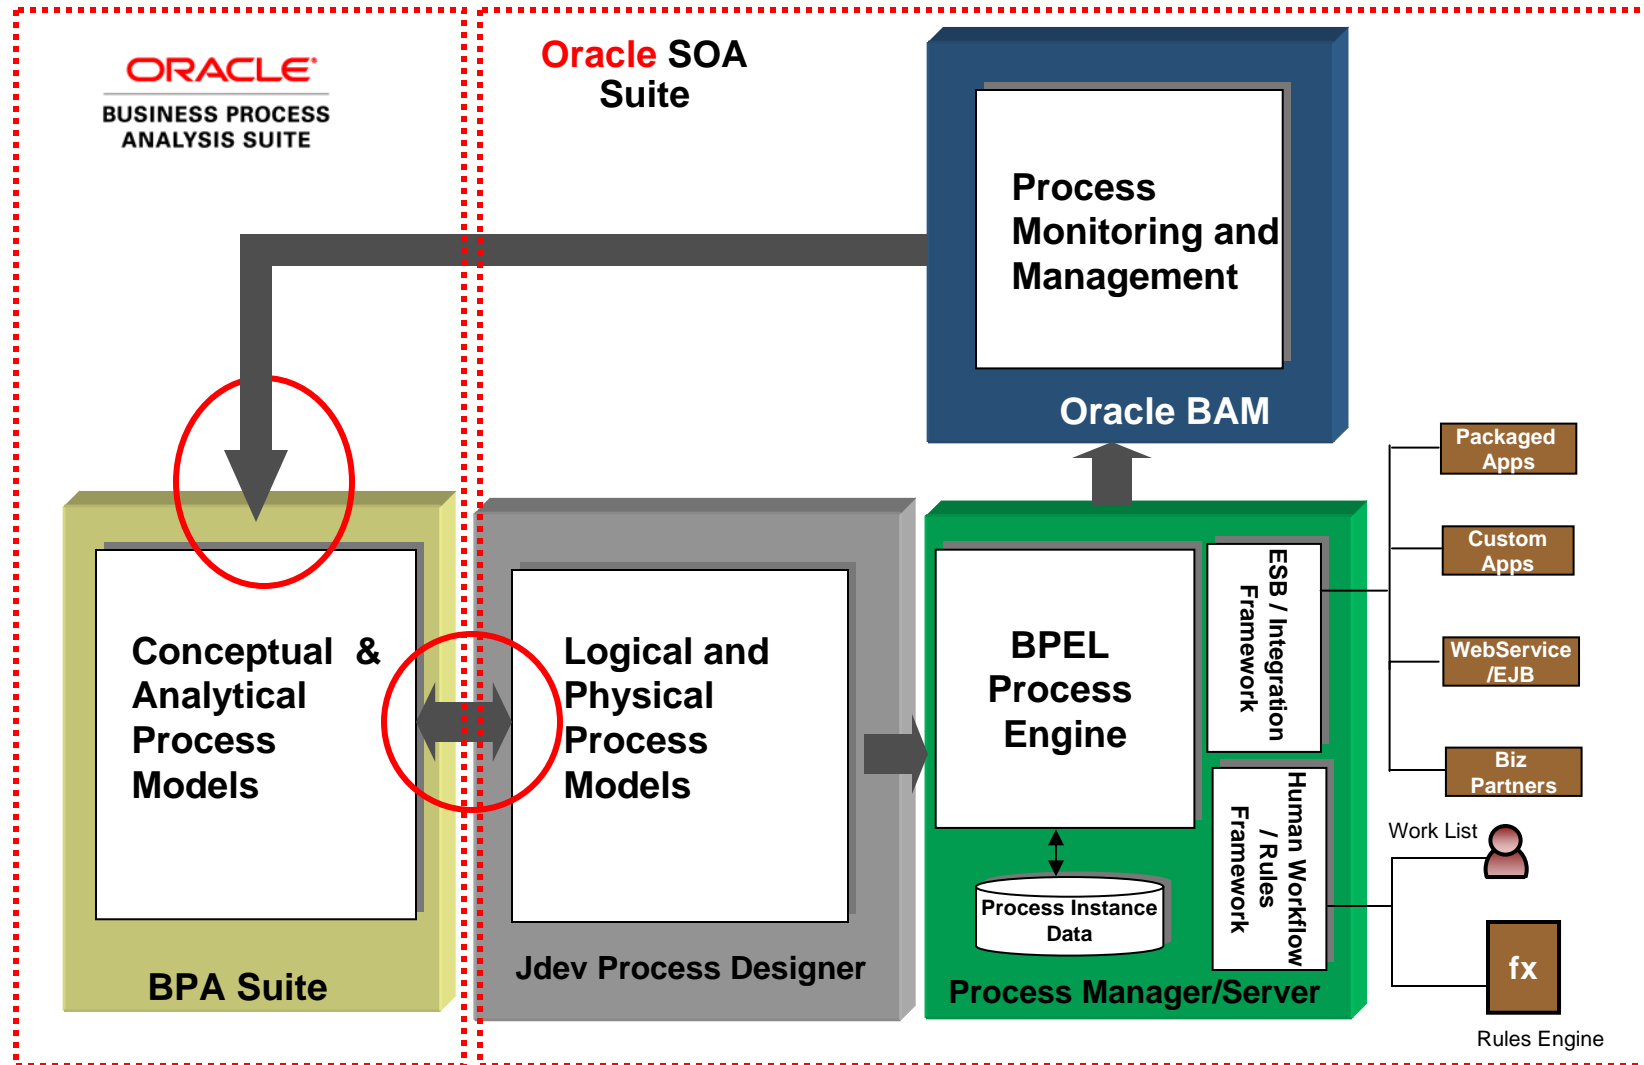 ORACLE
BUSINESS PROCESS
ANALYSIS SUITE
Oracle SOA
Suite
Process
Monitoring and
Management
Oracle BAM
Conceptual &
Analytical
Process
Models
BPA Suite
Logical and
Physical
Process
Models
Jdev Process Designer
BPEL
Process
Engine
Process Instance
Data
ESB / Integration
Framework
Human Workflow
/ Rules
Framework
Process Manager/Server
Packaged
Apps
Custom
Apps
WebService
/EJB
Biz
Partners
Work List
fx
Rules Engine